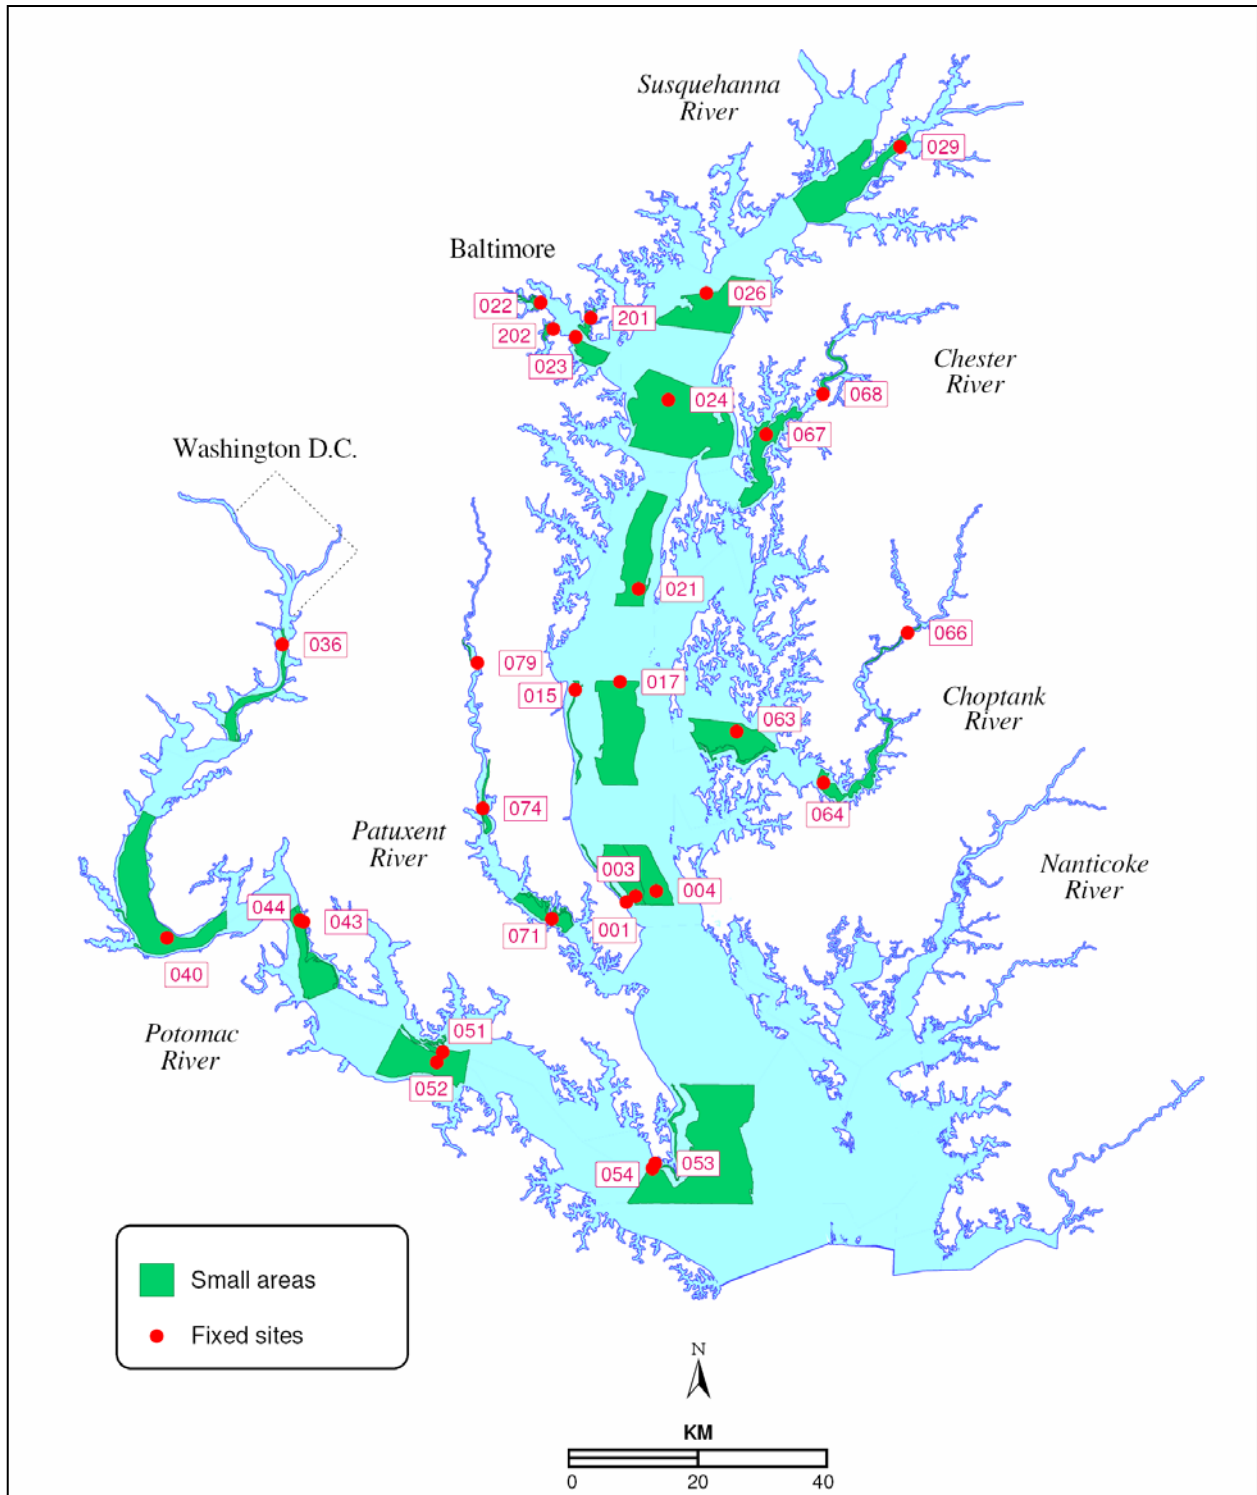 Susquehanna
River
029
Baltimore
022
026
201
202
023
Chester
River
068
024
067
Washington D.C.
021
066
036
079
015
017
Choptank
River
063
074
064
Patuxent
River
003
004
Nanticoke
River
044
043
071
001
040
Potomac
River
051
052
054
053
Small areas
Fixed sites
N
KM
0
20
40